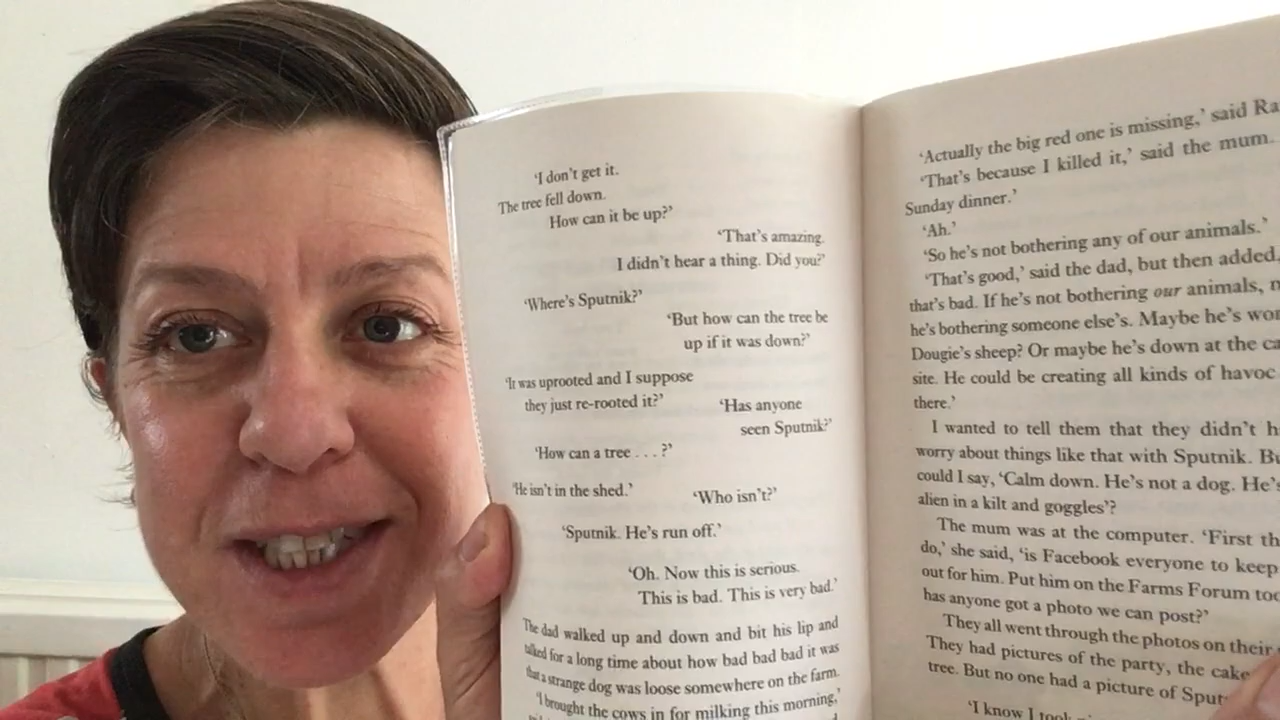 ‘I don’t get it.
The tree fell down.
How can it be up?’
‘That’s amazing.
I didn’t hear a thing. Did you?’
‘Where’s Sputnik?’
‘But how can the tree be
up if it was down?’
‘It was uprooted and I suppose
they just re-rooted it?’
‘Has anyone
seen Sputnik?’
‘How can a tree . . . ?’
‘He isn’t in the shed.’
‘Who isn’t?’
‘Sputnik. He’s run off.’
‘Oh. Now this is serious.
This is bad. This is very bad.’
The dad walked up and down and bit his lip and
talked for a long time about how bad bad bad it was
that a strange dog was loose somewhere on the farm.
‘I brought the cows in for milking this morning,’
‘Actually the big red one is missing,’ said Ra
‘That’s because I killed it,’ said the mum.
Sunday dinner.’
‘Ah.’
‘So he’s not bothering any of our animals.’
‘That’s good,’ said the dad, but then added,
that’s bad. If he’s not bothering our animals,
he’s bothering someone else’s. Maybe he’s wor
Dougie’s sheep? Or maybe he’s down at the ca
site. He could be creating all kinds of havoc
there.’
I wanted to tell them that they didn’t h
worry about things like that with Sputnik. Bu
could I say, ‘Calm down. He’s not a dog. He’s
alien in a kilt and goggles’?
The mum was at the computer. ‘First th
do,’ she said, ‘is Facebook everyone to keep
out for him. Put him on the Farms Forum too
has anyone got a photo we can post?’
They all went through the photos on their
They had pictures of the party, the cake
tree. But no one had a picture of Sput
‘I know I took